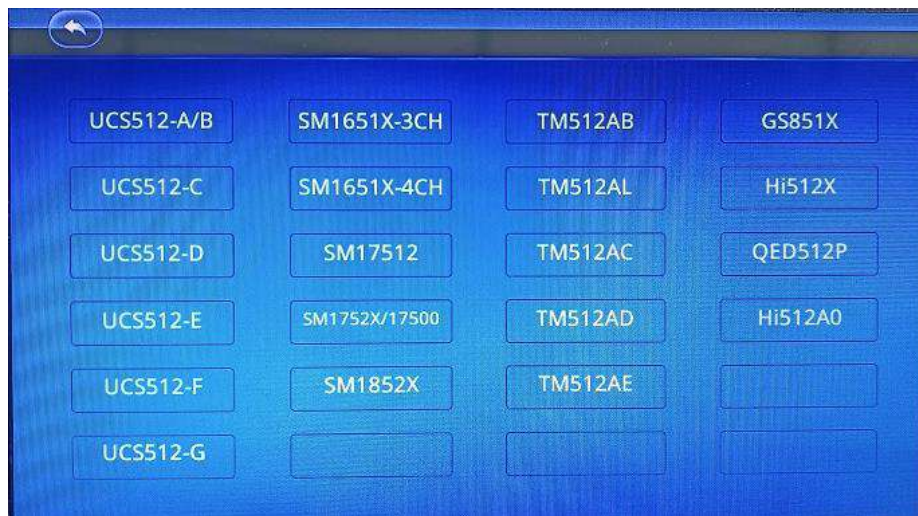 UCS512-A/B SM1651X-3CH TM512AB GS851X
UCS512-C SM1651X-4CH TM512AL Hi512X
UCS512-D SM17512 TM512AC QED512P
UCS512-E SM1752X/17500 TM512AD Hi512A0
UCS512-F SM1852X TM512AE
UCS512-G